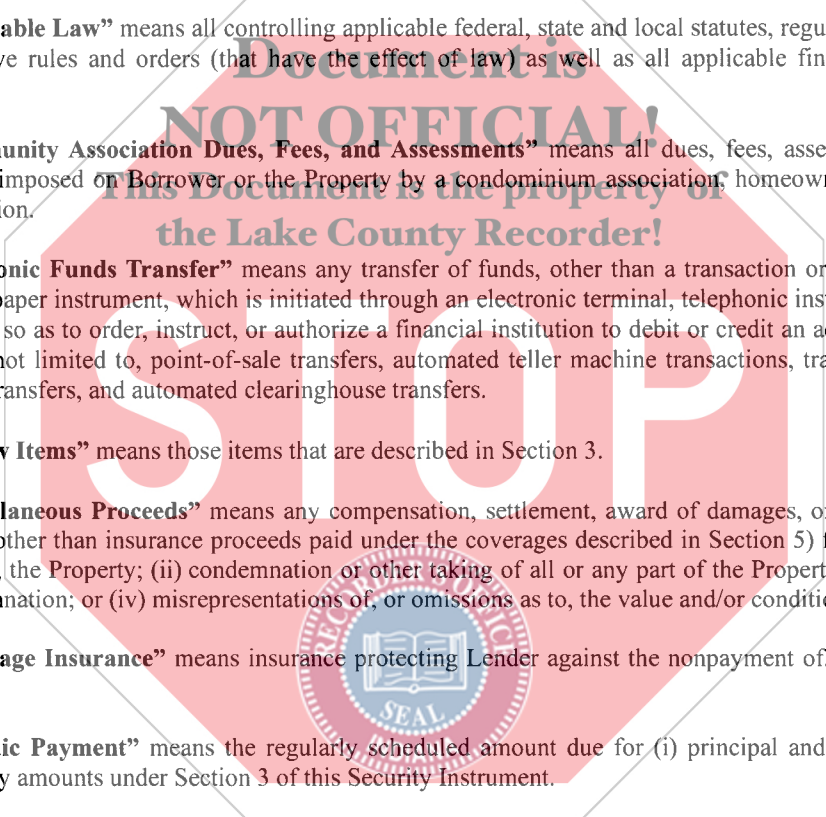 able Law” means all controlling applicable federal, state and local statutes, regu
ve rules and orders (that have the effect of law) as well as all applicable fin
Document is
NOT OFFICIAL!
unity Association Dues, Fees, and Assessments” means all dues, fees, asse
imposed on Borrower or the Property by a condominium association, homeown
This Document is the property of
ion.
the Lake County Recorder!
onic Funds Transfer” means any transfer of funds, other than a transaction or
paper instrument, which is initiated through an electronic terminal, telephonic ins
so as to order, instruct, or authorize a financial institution to debit or credit an a
not limited to, point-of-sale transfers, automated teller machine transactions, tra
ransfers, and automated clearinghouse transfers.
STOP
w Items” means those items that are described in Section 3.
laneous Proceeds” means any compensation, settlement, award of damages, o
other than insurance proceeds paid under the coverages described in Section 5) f
, the Property; (ii) condemnation or other taking of all or any part of the Propert
nation; or (iv) misrepresentations of, or omissions as to, the value and/or conditi
RECORDER'S OFFICE
age Insurance” means insurance protecting Lender against the nonpayment of,
SEAL
INDIANA
ic Payment” means the regularly scheduled amount due for (i) principal and
y amounts under Section 3 of this Security Instrument.